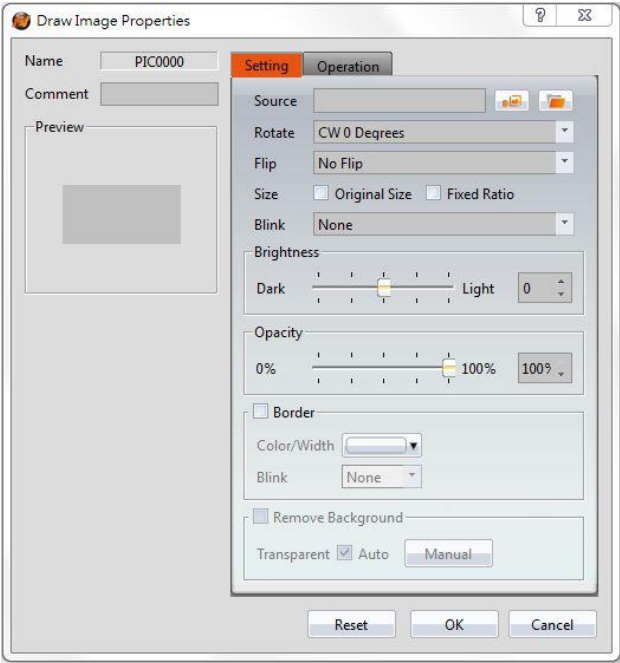 Draw Image Properties
Name PIC0000
Comment
Preview
Setting Operation
Source
Rotate CW 0 Degrees
Flip No Flip
Size Original Size Fixed Ratio
Blink None
Brightness
Dark Light 0
Opacity
0% 100% 100%
Border
Color/Width
Blink None
Remove Background
Transparent Auto Manual
Reset OK Cancel